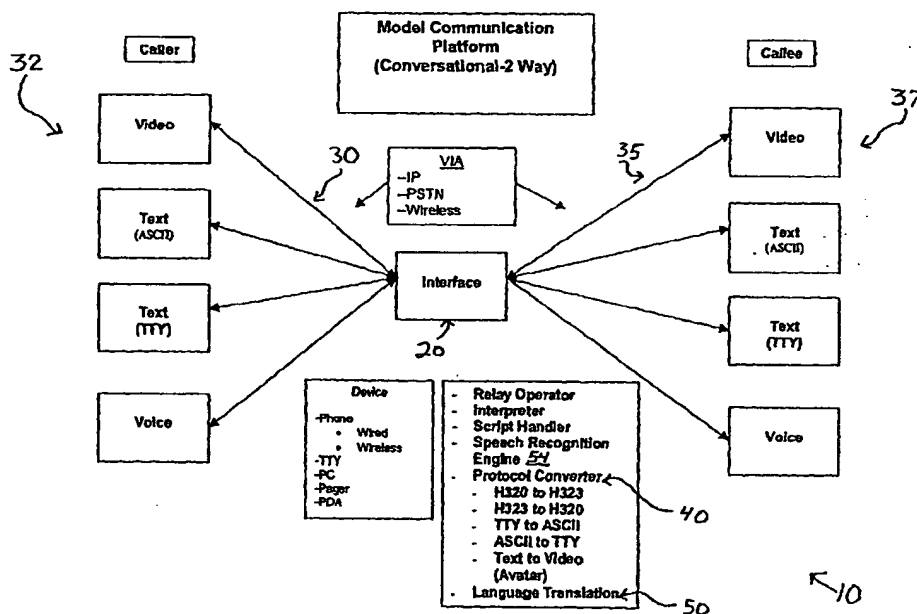 Model Communication
Platform
(Conversational-2 Way)
Caller
Callee
32
37
Video
Video
30
35
VIA
-IP
-PSTN
-Wireless
Text
(ASCII)
Text
(ASCII)
Interface
20
Text
(TTY)
Text
(TTY)
Voice
Voice
Device
-Phone
• Wired
• Wireless
-TTY
-PC
-Pager
-PDA
- Relay Operator
- Interpreter
- Script Handler
- Speech Recognition
Engine 54
- Protocol Converter
- H320 to H323
- H323 to H320
- TTY to ASCII
- ASCII to TTY
- Text to Video
(Avatar)
- Language Translation
40
50
10